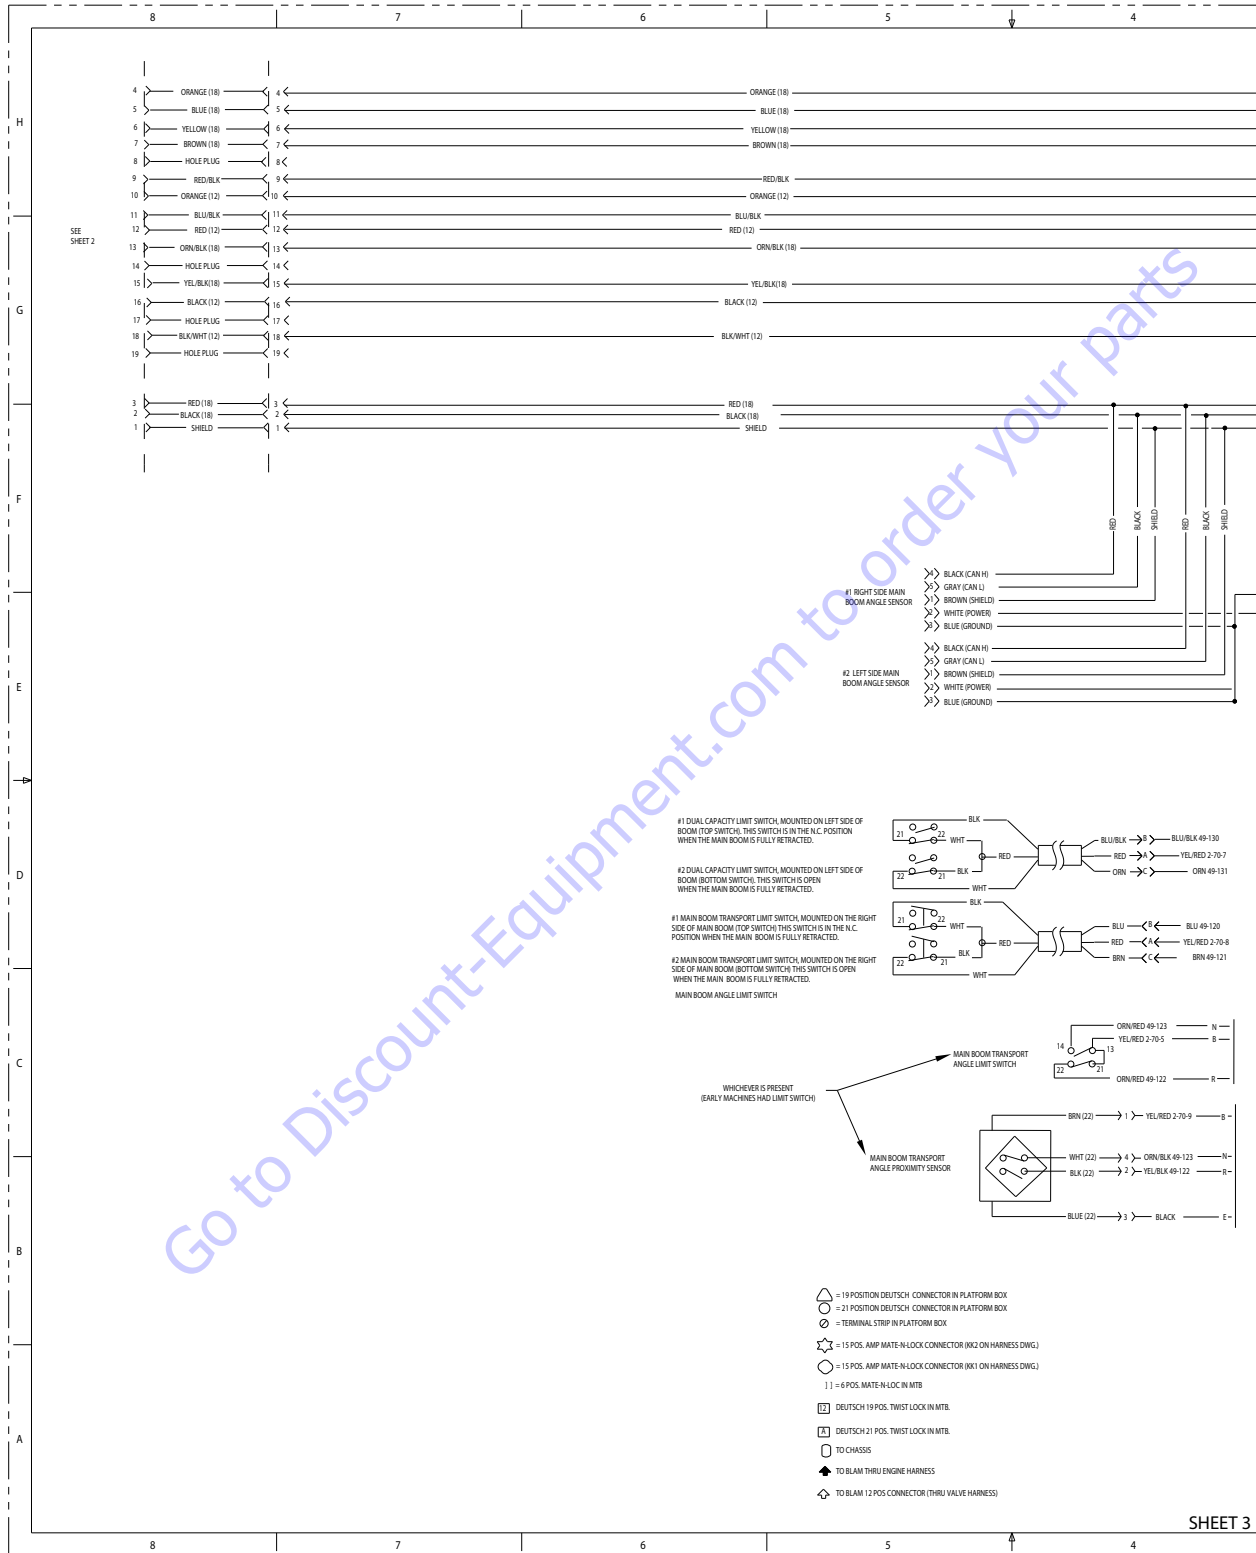 8 7 6 5 4
H
G
F
E
D
C
B
A
SEE
SHEET 2
4 ORANGE (18) 4 ORANGE (18)
5 BLUE (18) 5 BLUE (18)
6 YELLOW (18) 6 YELLOW (18)
7 BROWN (18) 7 BROWN (18)
8 HOLE PLUG 8
9 RED/BLK 9 RED/BLK
10 ORANGE (12) 10 ORANGE (12)
11 BLU/BLK 11 BLU/BLK
12 RED (12) 12 RED (12)
13 ORN/BLK (18) 13 ORN/BLK (18)
14 HOLE PLUG 14
15 YEL/BLK(18) 15 YEL/BLK(18)
16 BLACK (12) 16 BLACK (12)
17 HOLE PLUG 17
18 BLK/WHT (12) 18 BLK/WHT (12)
19 HOLE PLUG 19
3 RED (18) 3 RED (18)
2 BLACK (18) 2 BLACK (18)
1 SHIELD 1 SHIELD
RED BLACK SHIELD RED BLACK SHIELD
#1 RIGHT SIDE MAIN
BOOM ANGLE SENSOR
4 BLACK (CAN H)
5 GRAY (CAN L)
1 BROWN (SHIELD)
2 WHITE (POWER)
3 BLUE (GROUND)
#2 LEFT SIDE MAIN
BOOM ANGLE SENSOR
4 BLACK (CAN H)
5 GRAY (CAN L)
1 BROWN (SHIELD)
2 WHITE (POWER)
3 BLUE (GROUND)
#1 DUAL CAPACITY LIMIT SWITCH, MOUNTED ON LEFT SIDE OF
BOOM (TOP SWITCH). THIS SWITCH IS IN THE N.C. POSITION
WHEN THE MAIN BOOM IS FULLY RETRACTED.
#2 DUAL CAPACITY LIMIT SWITCH, MOUNTED ON LEFT SIDE OF
BOOM (BOTTOM SWITCH). THIS SWITCH IS OPEN
WHEN THE MAIN BOOM IS FULLY RETRACTED.
BLK
21 22 WHT
RED
22 21 BLK
WHT
BLU/BLK B BLU/BLK 49-130
RED A YEL/RED 2-70-7
ORN C ORN 49-131
#1 MAIN BOOM TRANSPORT LIMIT SWITCH, MOUNTED ON THE RIGHT
SIDE OF MAIN BOOM (TOP SWITCH) THIS SWITCH IS IN THE N.C.
POSITION WHEN THE MAIN BOOM IS FULLY RETRACTED.
#2 MAIN BOOM TRANSPORT LIMIT SWITCH, MOUNTED ON THE RIGHT
SIDE OF MAIN BOOM (BOTTOM SWITCH) THIS SWITCH IS OPEN
WHEN THE MAIN BOOM IS FULLY RETRACTED.
MAIN BOOM ANGLE LIMIT SWITCH
BLK
21 22 WHT
RED
BLK
22 21
WHT
BLU B BLU 49-120
RED A YEL/RED 2-70-8
BRN C BRN 49-121
WHICHEVER IS PRESENT
(EARLY MACHINES HAD LIMIT SWITCH)
MAIN BOOM TRANSPORT
ANGLE LIMIT SWITCH
ORN/RED 49-123 N
YEL/RED 2-70-5 B
14 13
22 21
ORN/RED 49-122 R
MAIN BOOM TRANSPORT
ANGLE PROXIMITY SENSOR
BRN (22) 1 YEL/RED 2-70-9 B
WHT (22) 4 ORN/BLK 49-123 N
BLK (22) 2 YEL/BLK 49-122 R
BLUE (22) 3 BLACK E
= 19 POSITION DEUTSCH CONNECTOR IN PLATFORM BOX
= 21 POSITION DEUTSCH CONNECTOR IN PLATFORM BOX
= TERMINAL STRIP IN PLATFORM BOX
= 15 POS. AMP MATE-N-LOCK CONNECTOR (KK2 ON HARNESS DWG.)
= 15 POS. AMP MATE-N-LOCK CONNECTOR (KK1 ON HARNESS DWG.)
] ] = 6 POS. MATE-N-LOC IN MTB
12 DEUTSCH 19 POS. TWIST LOCK IN MTB.
A DEUTSCH 21 POS. TWIST LOCK IN MTB.
TO CHASSIS
TO BLAM THRU ENGINE HARNESS
TO BLAM 12 POS CONNECTOR (THRU VALVE HARNESS)
SHEET 3
8 7 6 5 4
Go to Discount-Equipment.com to order your parts